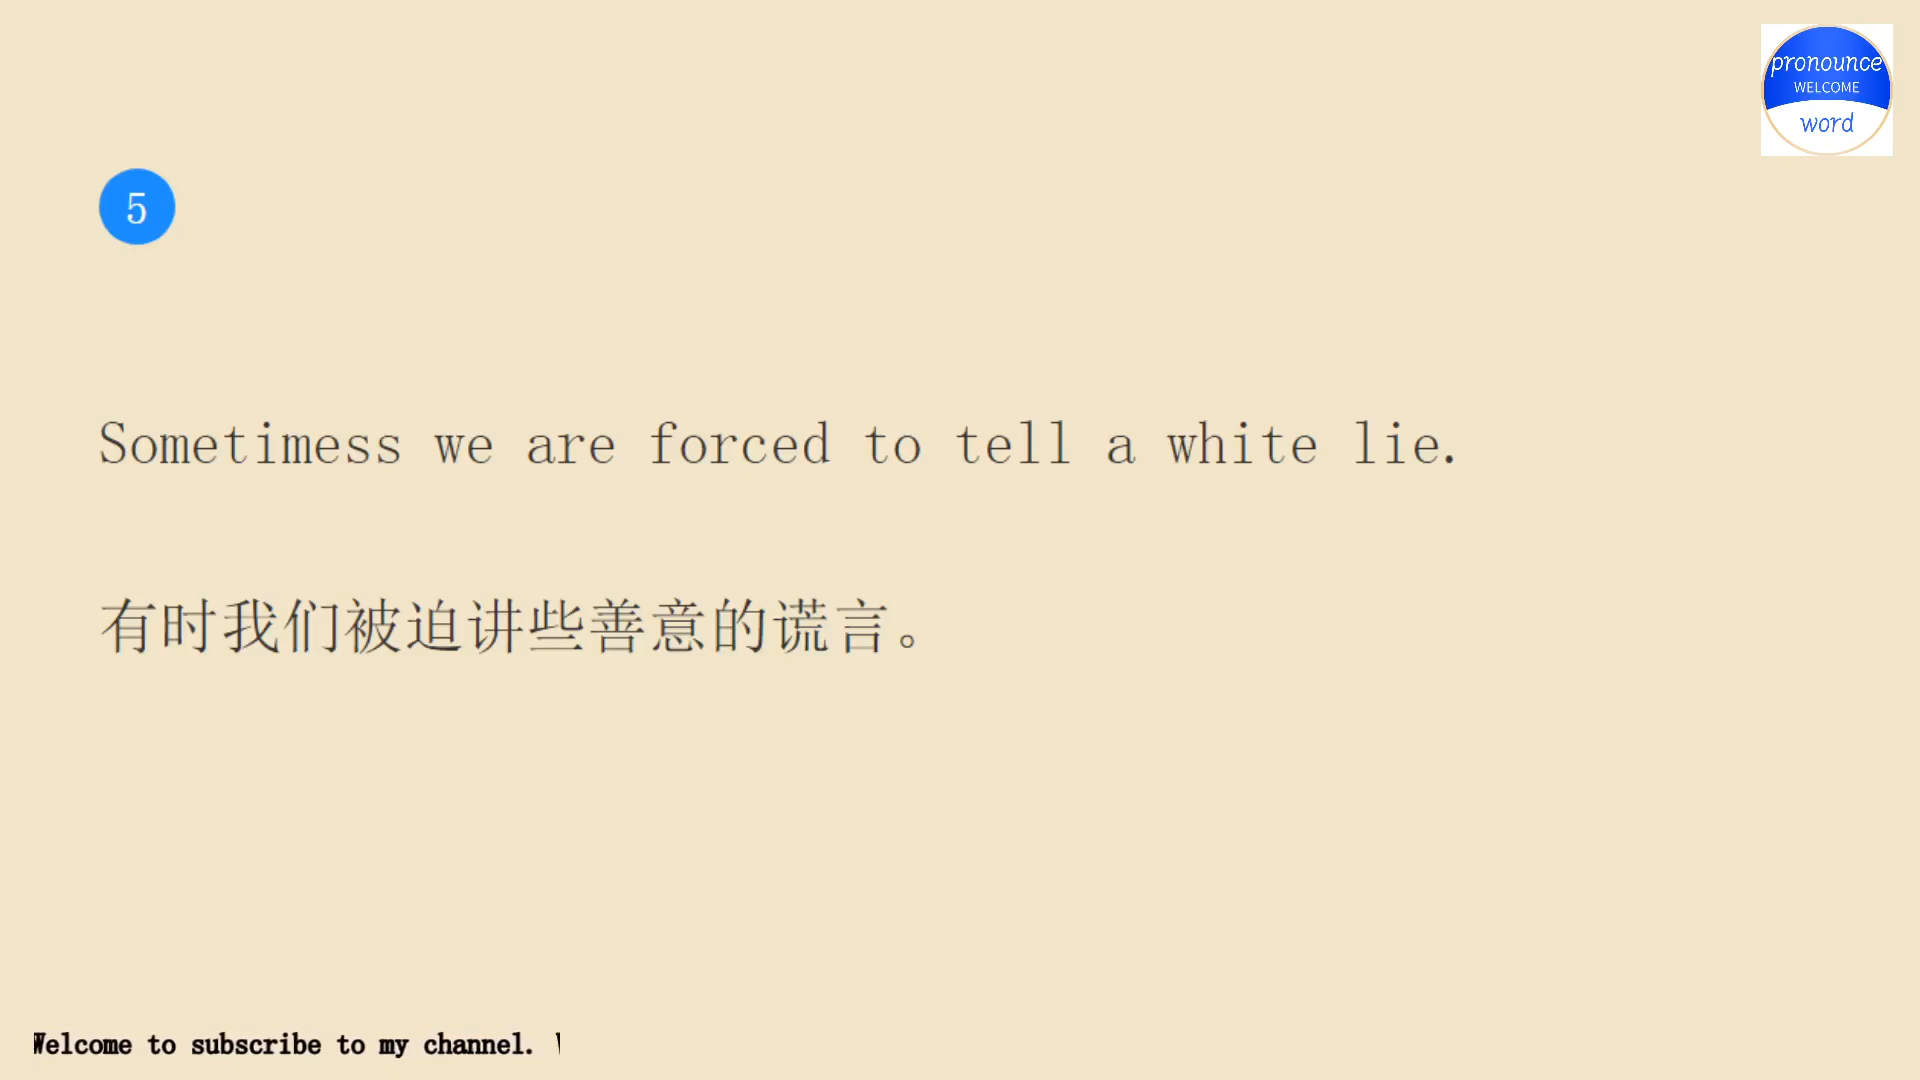 pronounce
WELCOME
word
5
Sometimess we are forced to tell a white lie.
有时我们被迫讲些善意的谎言。
Welcome to subscribe to my channel.